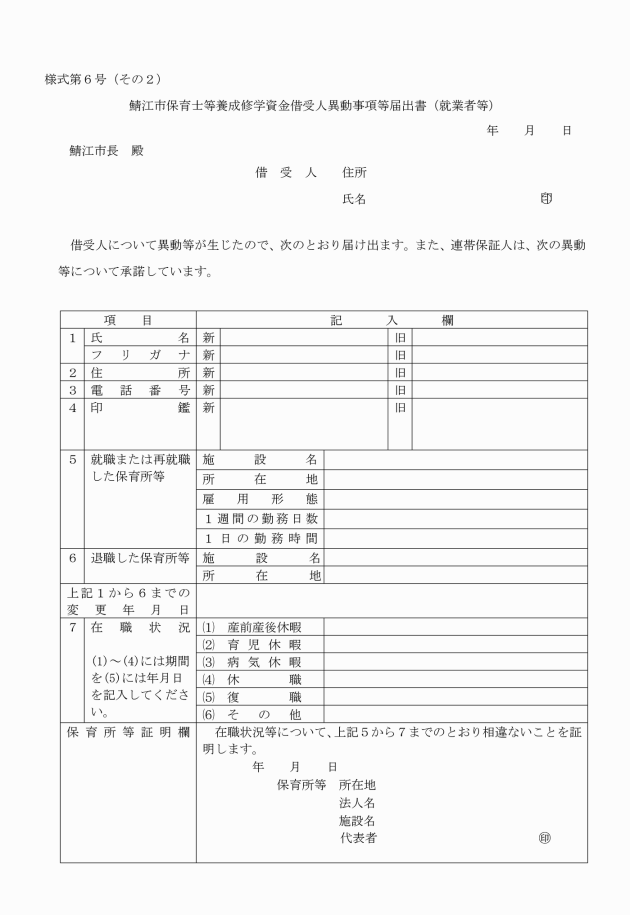 様式第６号（その２）
鯖江市保育士等養成修学資金借受人異動事項等届出書（就業者等）
年　　月　　日
鯖江市長　殿
借　受　人　　住所
氏名　　　　　　　　　　　　　　㊞
借受人について異動等が生じたので、次のとおり届け出ます。また、連帯保証人は、次の異動
等について承諾しています。
項　　目　　記　　入　　欄
１　氏　　名　新　旧
フリガナ　新　旧
２　住　　所　新　旧
３　電話番号　新　旧
４　印　　鑑　新　旧
５　就職または再就職
した保育所等
施　設　名
所　在　地
雇用形態
１週間の勤務日数
１日の勤務時間
６　退職した保育所等　施　設　名
所　在　地
上記１から６までの
変更年月日
７　在職状況
(1)～(4)には期間
を(5)には年月日
を記入してくださ
い。
⑴　産前産後休暇
⑵　育児休暇
⑶　病気休暇
⑷　休　　職
⑸　復　　職
⑹　その他
保育所等証明欄
在職状況等について、上記５から７までのとおり相違ないことを証
明します。
年　　月　　日
保育所等　所在地
法人名
施設名
代表者　　　　　　　　　　　　　㊞